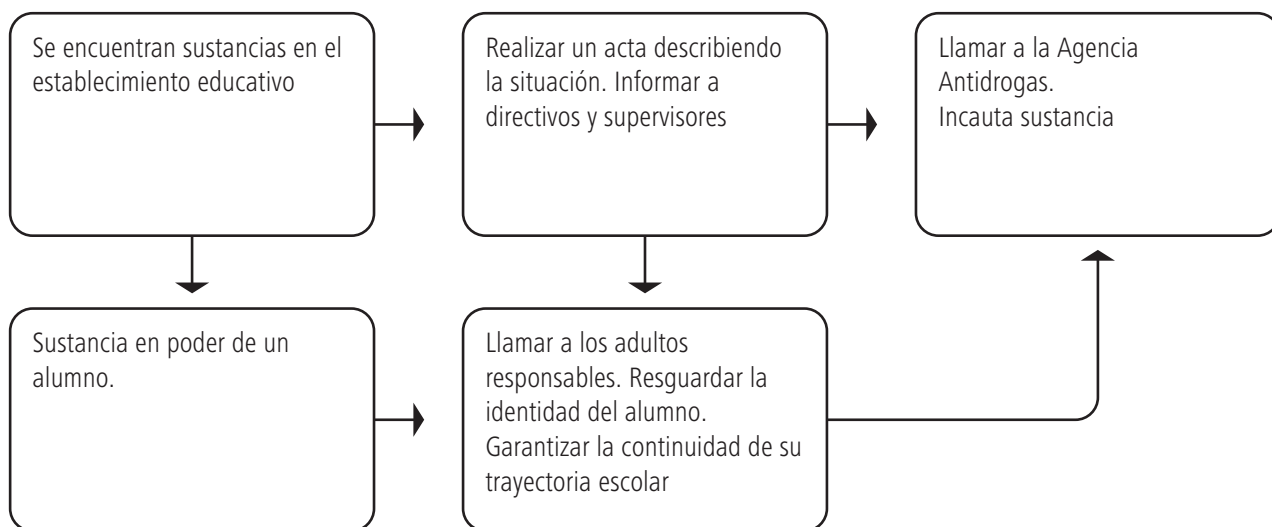 Se encuentran sustancias en el
establecimiento educativo
Realizar un acta describiendo
la situación. Informar a
directivos y supervisores
Llamar a la Agencia
Antidrogas.
Incauta sustancia
Sustancia en poder de un
alumno.
Llamar a los adultos
responsables. Resguardar la
identidad del alumno.
Garantizar la continuidad de su
trayectoria escolar